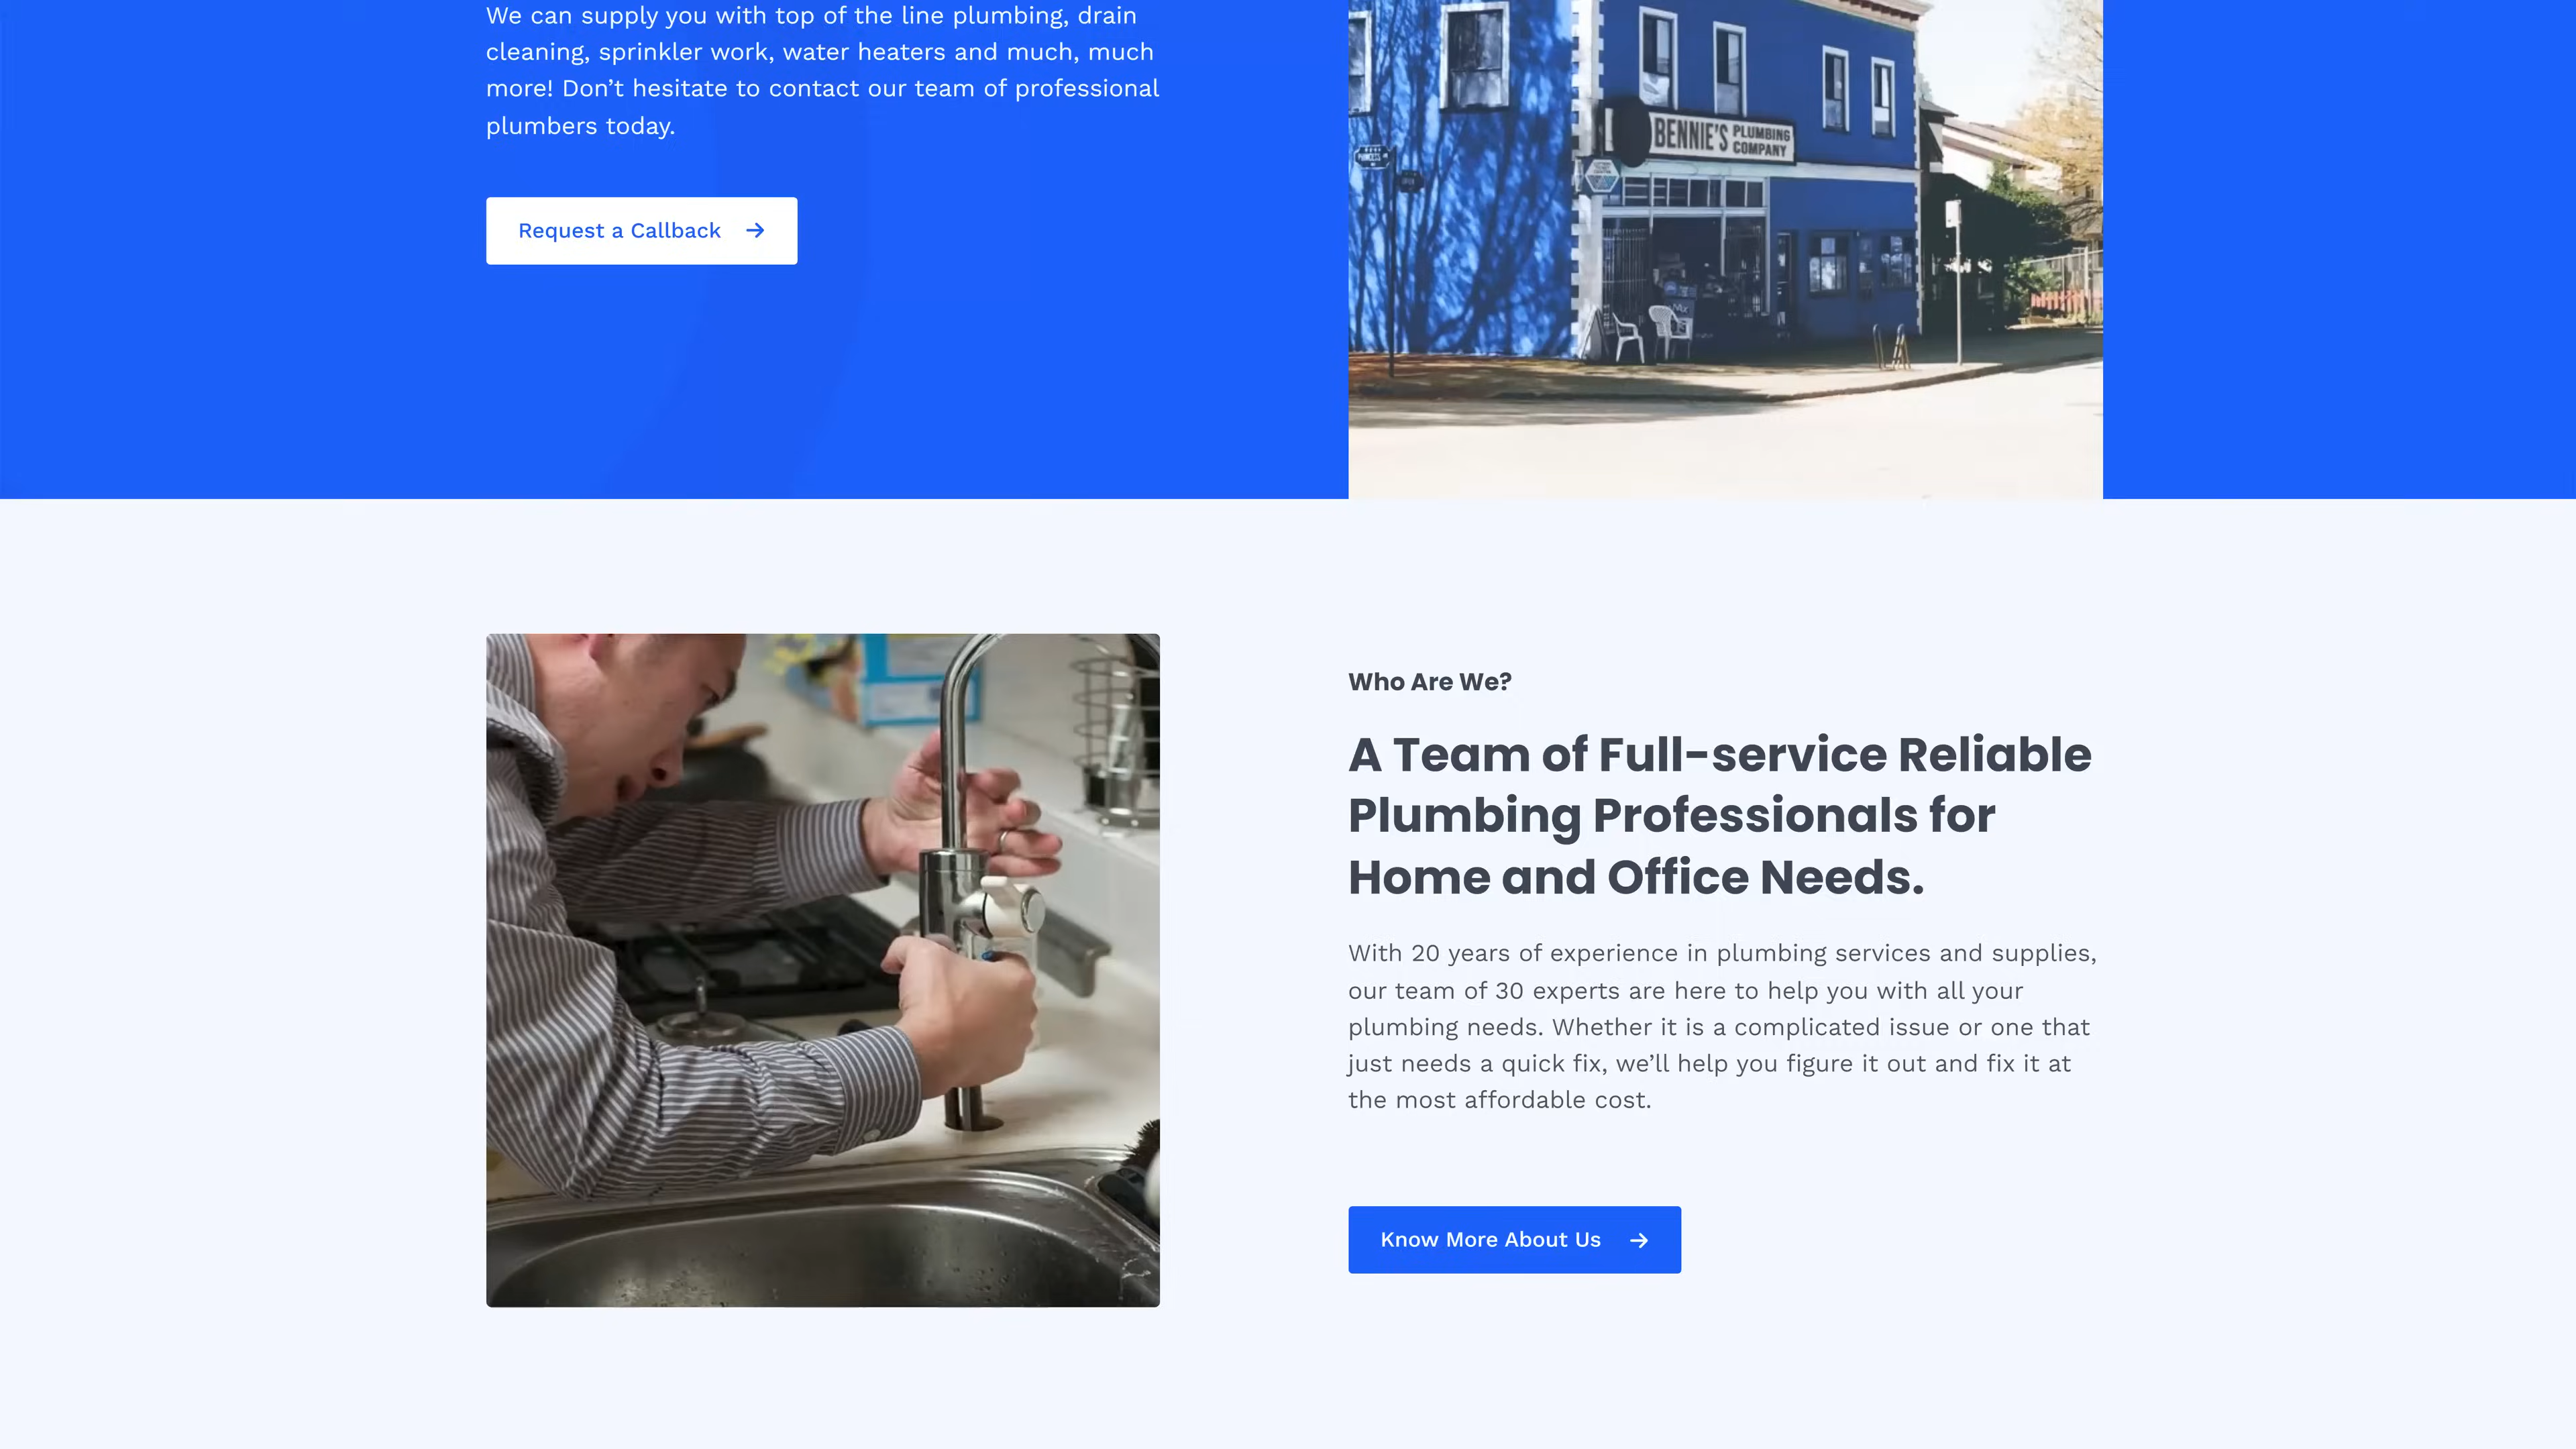 We can supply you with top of the line plumbing, drain
cleaning, sprinkler work, water heaters and much, much
more! Don’t hesitate to contact our team of professional
plumbers today.
Request a Callback
BENNIE'S PLUMBING
COMPANY
Who Are We?
A Team of Full-service Reliable
Plumbing Professionals for
Home and Office Needs.
With 20 years of experience in plumbing services and supplies,
our team of 30 experts are here to help you with all your
plumbing needs. Whether it is a complicated issue or one that
just needs a quick fix, we’ll help you figure it out and fix it at
the most affordable cost.
Know More About Us